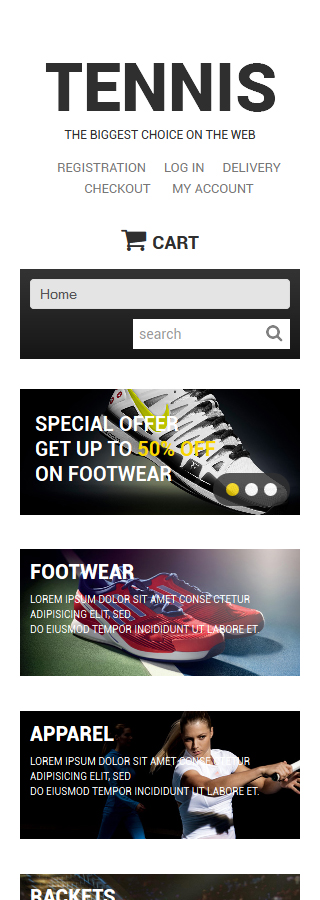 TENNIS
THE BIGGEST CHOICE ON THE WEB
REGISTRATION LOG IN DELIVERY
CHECKOUT MY ACCOUNT
CART
Home
search
SPECIAL OFFER
GET UP TO 50% OFF
ON FOOTWEAR
FOOTWEAR
LOREM IPSUM DOLOR SIT AMET CONSE CTETUR
ADIPISICING ELIT, SED
DO EIUSMOD TEMPOR INCIDIDUNT UT LABORE ET.
APPAREL
LOREM IPSUM DOLOR SIT AMET CONSE CTETUR
ADIPISICING ELIT, SED
DO EIUSMOD TEMPOR INCIDIDUNT UT LABORE ET.
RACKETS